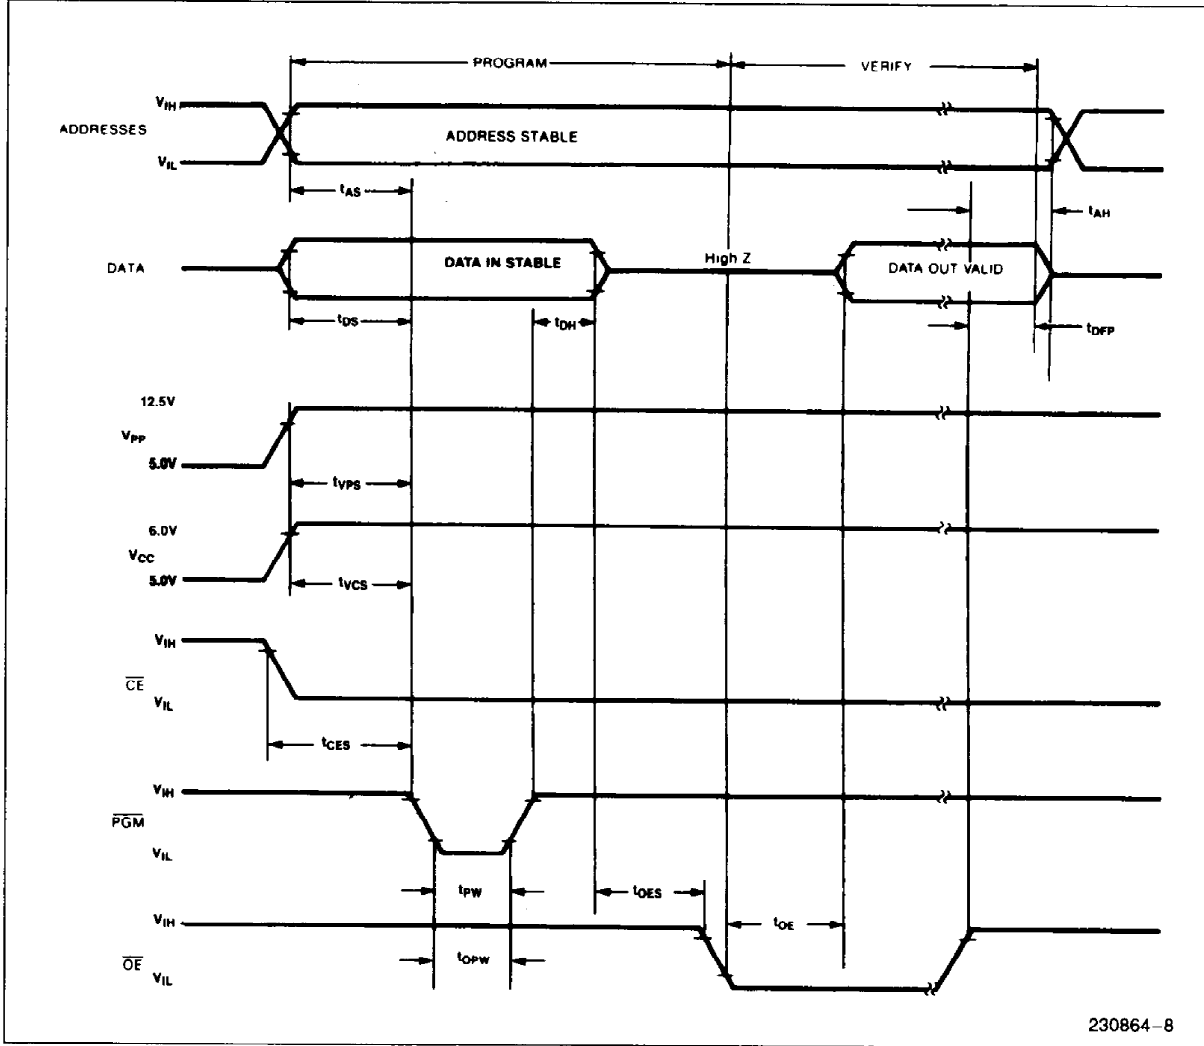 PROGRAM
VERIFY
ADDRESSES
VIH
VIL
ADDRESS STABLE
tAS
tAH
DATA
DATA IN STABLE
High Z
DATA OUT VALID
tDS
tDH
tDFP
12.5V
VPP
5.0V
tVPS
6.0V
VCC
5.0V
tVCS
VIH
CE
VIL
tCES
VIH
PGM
VIL
tPW
tOES
VIH
tOE
OE
VIL
tOPW
230864-8